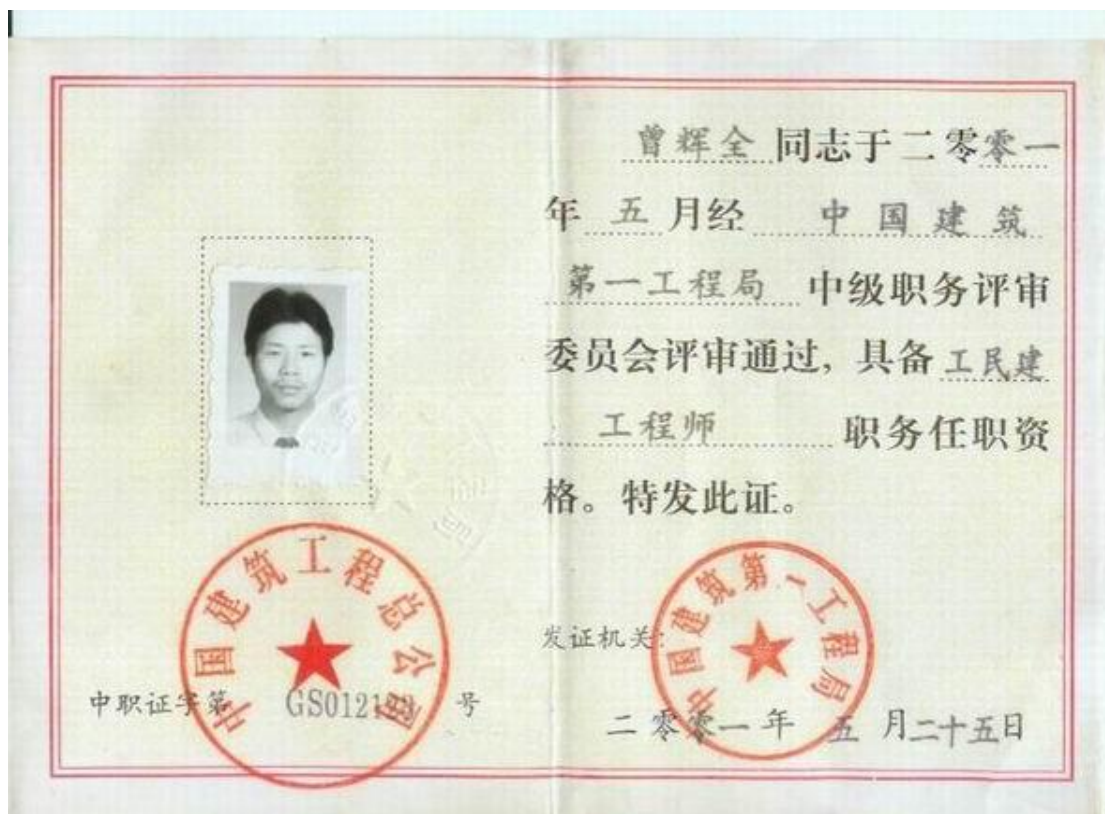 中国建筑工程总公司
中职证字第 号
曾辉全同志于二零零一
年五月经中国建筑
第一工程局中级职务评审
委员会评审通过，具备工民建
工程师职务任职资
格。特发此证。
中国建筑第一工程局
发证机关：
二零零一年五月二十五日